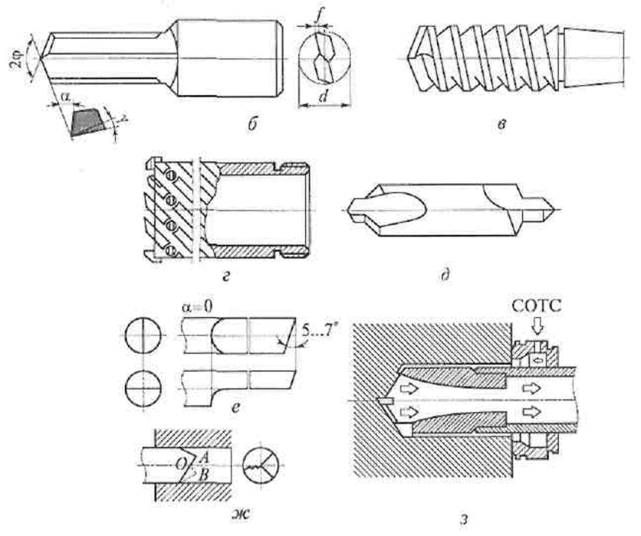 2φ
α
γ
f
d
б
в
г
д
α=0
5...7°
е
O
A
B
ж
СОТС
з